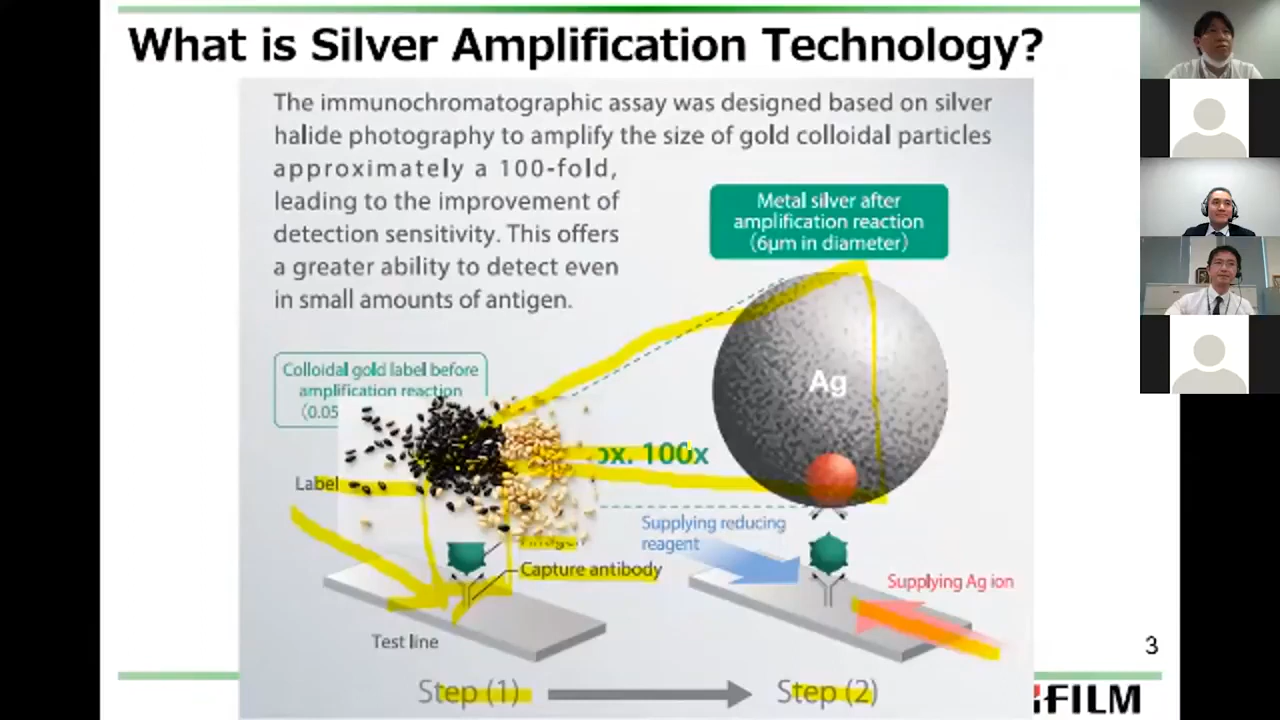 What is Silver Amplification Technology?
The immunochromatographic assay was designed based on silver
halide photography to amplify the size of gold colloidal particles
approximately a 100-fold,
leading to the improvement of
detection sensitivity. This offers
a greater ability to detect even
in small amounts of antigen.
Metal silver after
amplification reaction
(6μm in diameter)
Colloidal gold label before
amplification reaction
(0.05
Ag
100x
Label
Supplying reducing
reagent
Capture antibody
Supplying Ag ion
Test line
3
Step (1)
Step (2)
FILM